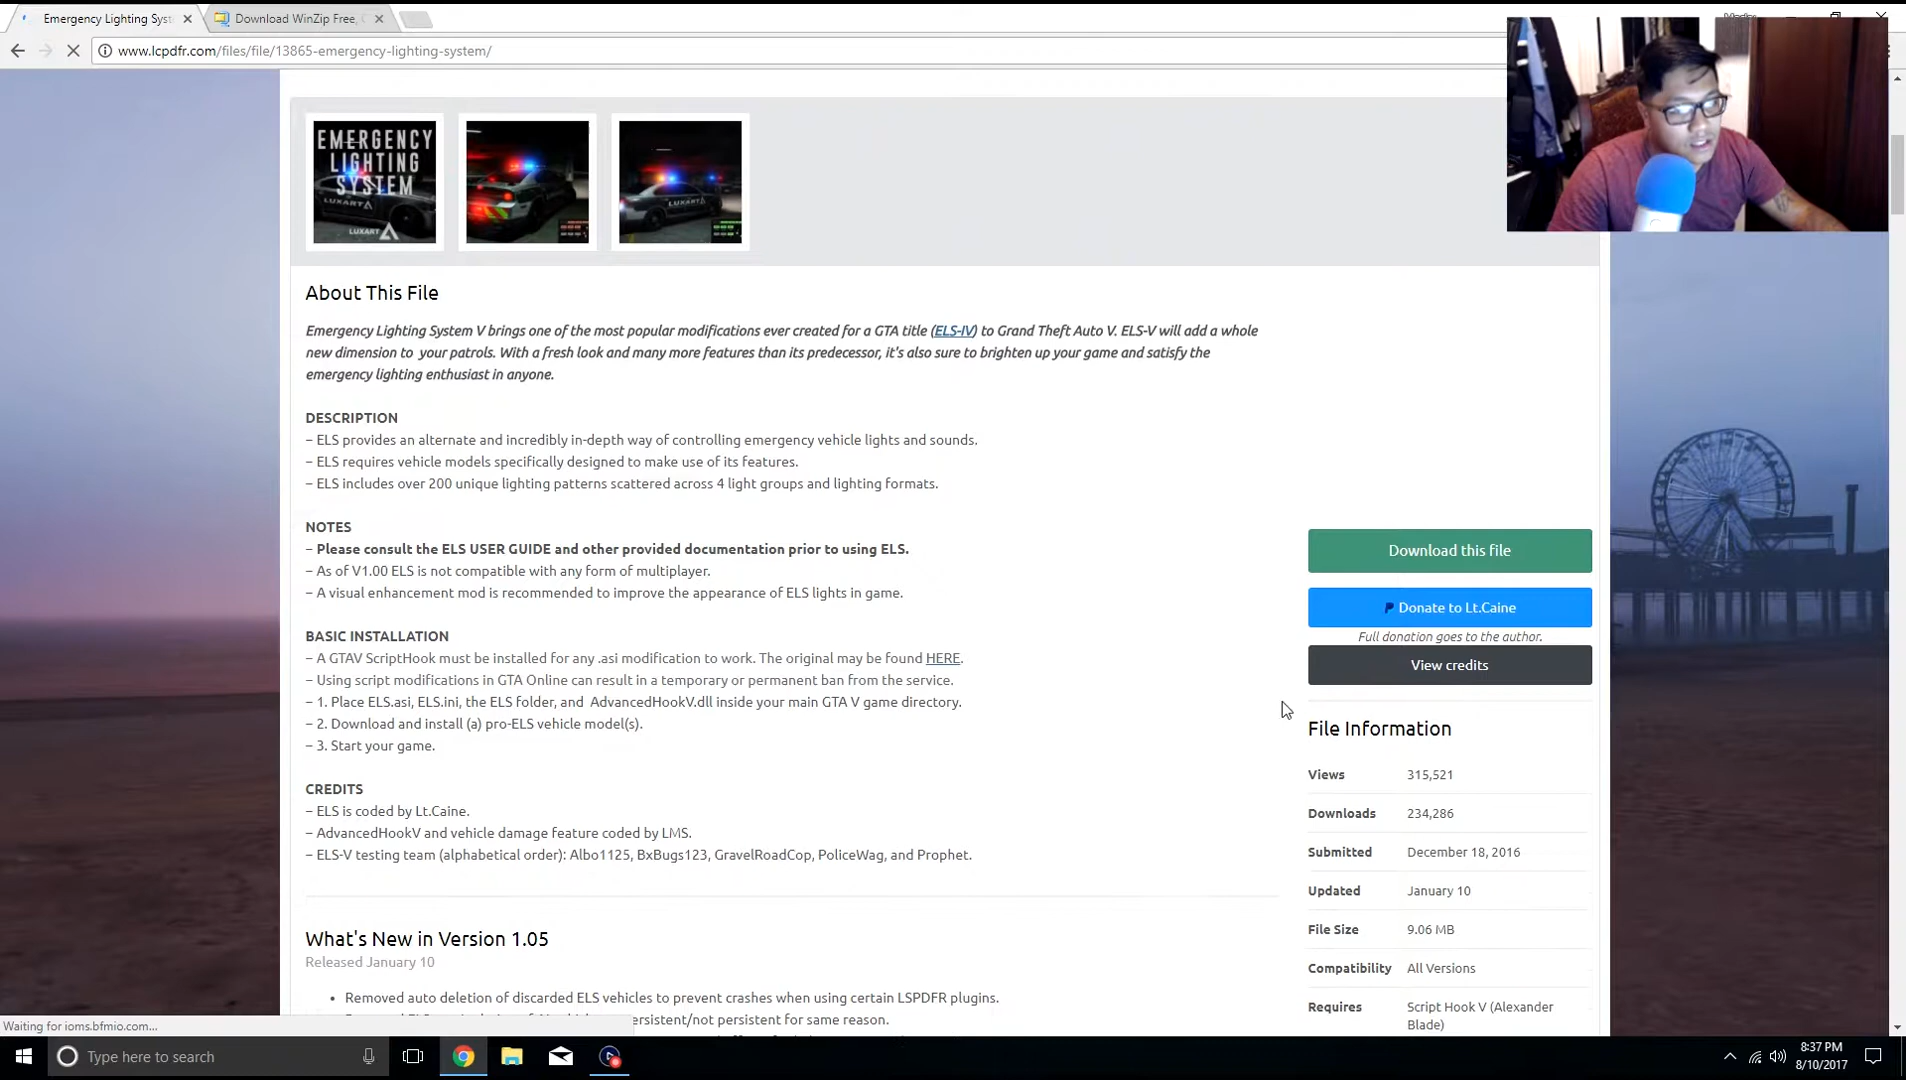 Emergency Lighting Syst
Download WinZip Free,
www.lcpdfr.com/files/file/13865-emergency-lighting-system/
EMERGENCY
LIGHTING
SYSTEM
LUXART
LUXART
LUXART
About This File
Emergency Lighting System V brings one of the most popular modifications ever created for a GTA title (ELS-IV) to Grand Theft Auto V. ELS-V will add a whole
new dimension to your patrols. With a fresh look and many more features than its predecessor, it's also sure to brighten up your game and satisfy the
emergency lighting enthusiast in anyone.
DESCRIPTION
– ELS provides an alternate and incredibly in-depth way of controlling emergency vehicle lights and sounds.
– ELS requires vehicle models specifically designed to make use of its features.
– ELS includes over 200 unique lighting patterns scattered across 4 light groups and lighting formats.
NOTES
– Please consult the ELS USER GUIDE and other provided documentation prior to using ELS.
– As of V1.00 ELS is not compatible with any form of multiplayer.
– A visual enhancement mod is recommended to improve the appearance of ELS lights in game.
BASIC INSTALLATION
– A GTAV ScriptHook must be installed for any .asi modification to work. The original may be found HERE.
– Using script modifications in GTA Online can result in a temporary or permanent ban from the service.
– 1. Place ELS.asi, ELS.ini, the ELS folder, and AdvancedHookV.dll inside your main GTA V game directory.
– 2. Download and install (a) pro-ELS vehicle model(s).
– 3. Start your game.
CREDITS
– ELS is coded by Lt.Caine.
– AdvancedHookV and vehicle damage feature coded by LMS.
– ELS-V testing team (alphabetical order): Albo1125, BxBugs123, GravelRoadCop, PoliceWag, and Prophet.
What's New in Version 1.05
Released January 10
• Removed auto deletion of discarded ELS vehicles to prevent crashes when using certain LSPDFR plugins.
persistent/not persistent for same reason.
Download this file
Donate to Lt.Caine
Full donation goes to the author.
View credits
File Information
Views 315,521
Downloads 234,286
Submitted December 18, 2016
Updated January 10
File Size 9.06 MB
Compatibility All Versions
Requires Script Hook V (Alexander
Blade)
Waiting for ioms.bfmio.com...
Type here to search
8:37 PM
8/10/2017